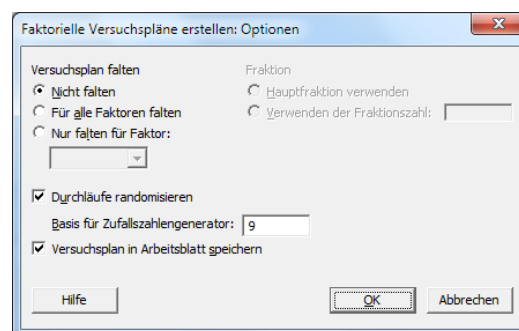 Faktorielle Versuchspläne erstellen: Optionen
Versuchsplan falten
Nicht falten
Für alle Faktoren falten
Nur falten für Faktor:
Fraktion
Hauptfraktion verwenden
Verwenden der Fraktionszahl:
Durchläufe randomisieren
Basis für Zufallszahlengenerator: 9
Versuchsplan in Arbeitsblatt speichern
Hilfe
OK
Abbrechen